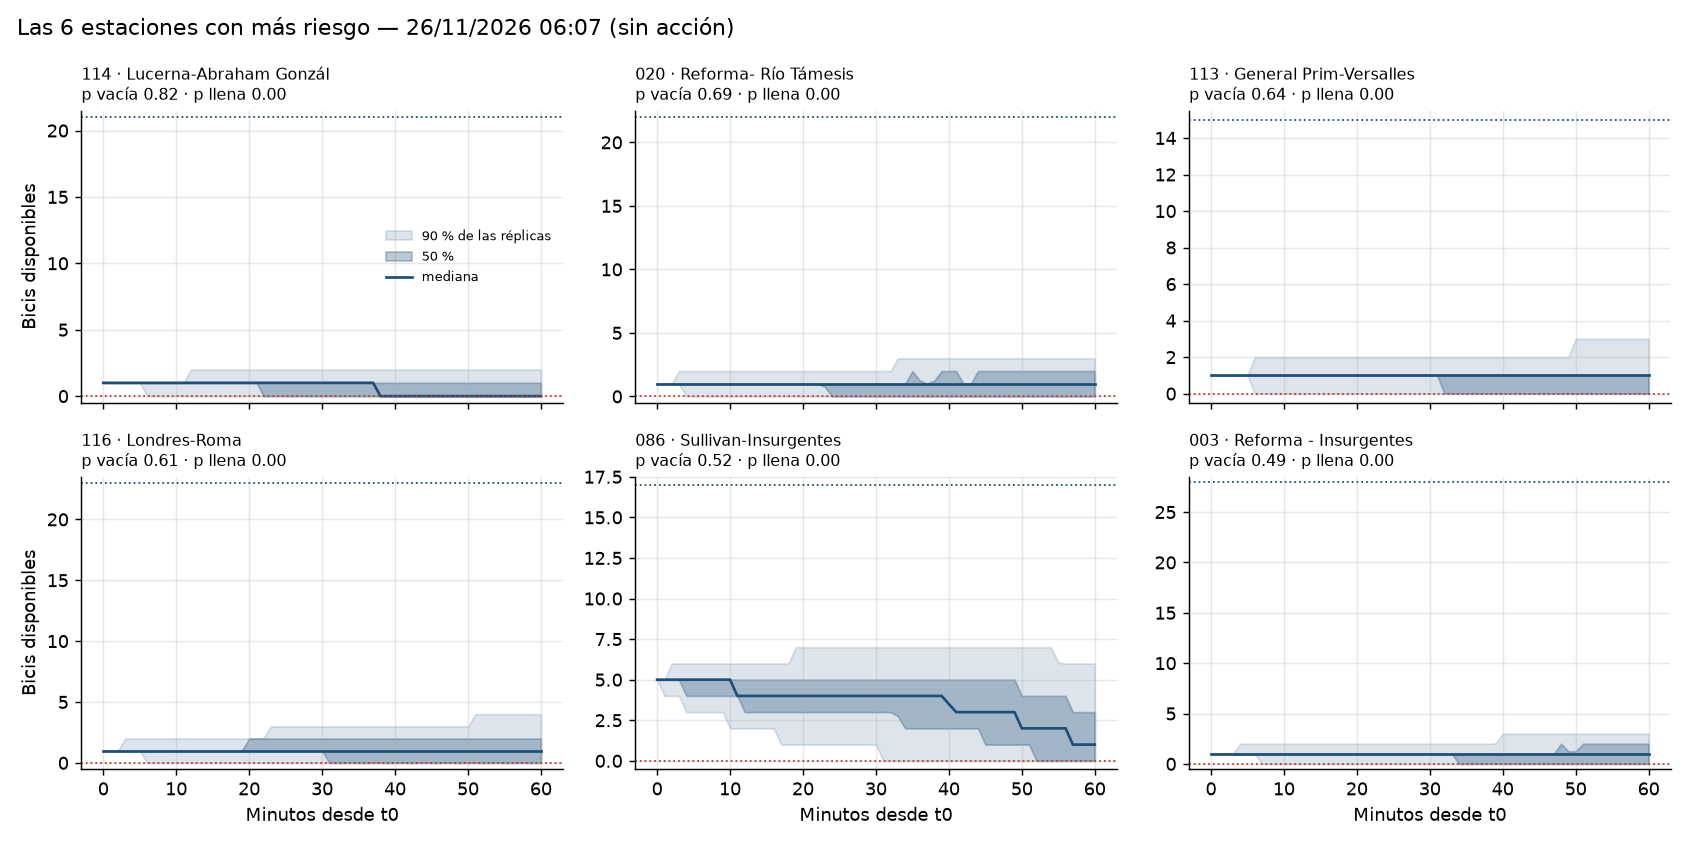 Las 6 estaciones con más riesgo — 26/11/2026 06:07 (sin acción)
114 · Lucerna-Abraham Gonzál
p vacía 0.82 · p llena 0.00
20
15
10
5
0
Bicis disponibles
90 % de las réplicas
50 %
mediana
020 · Reforma- Río Támesis
p vacía 0.69 · p llena 0.00
20
15
10
5
0
113 · General Prim-Versalles
p vacía 0.64 · p llena 0.00
14
12
10
8
6
4
2
0
116 · Londres-Roma
p vacía 0.61 · p llena 0.00
20
15
10
5
0
Bicis disponibles
0 10 20 30 40 50 60
Minutos desde t0
086 · Sullivan-Insurgentes
p vacía 0.52 · p llena 0.00
17.5
15.0
12.5
10.0
7.5
5.0
2.5
0.0
0 10 20 30 40 50 60
Minutos desde t0
003 · Reforma - Insurgentes
p vacía 0.49 · p llena 0.00
25
20
15
10
5
0
0 10 20 30 40 50 60
Minutos desde t0